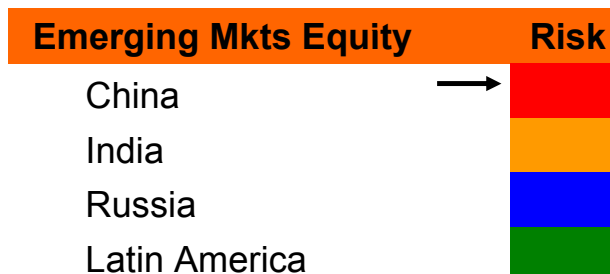 Emerging Mkts Equity Risk
China
India
Russia
Latin America